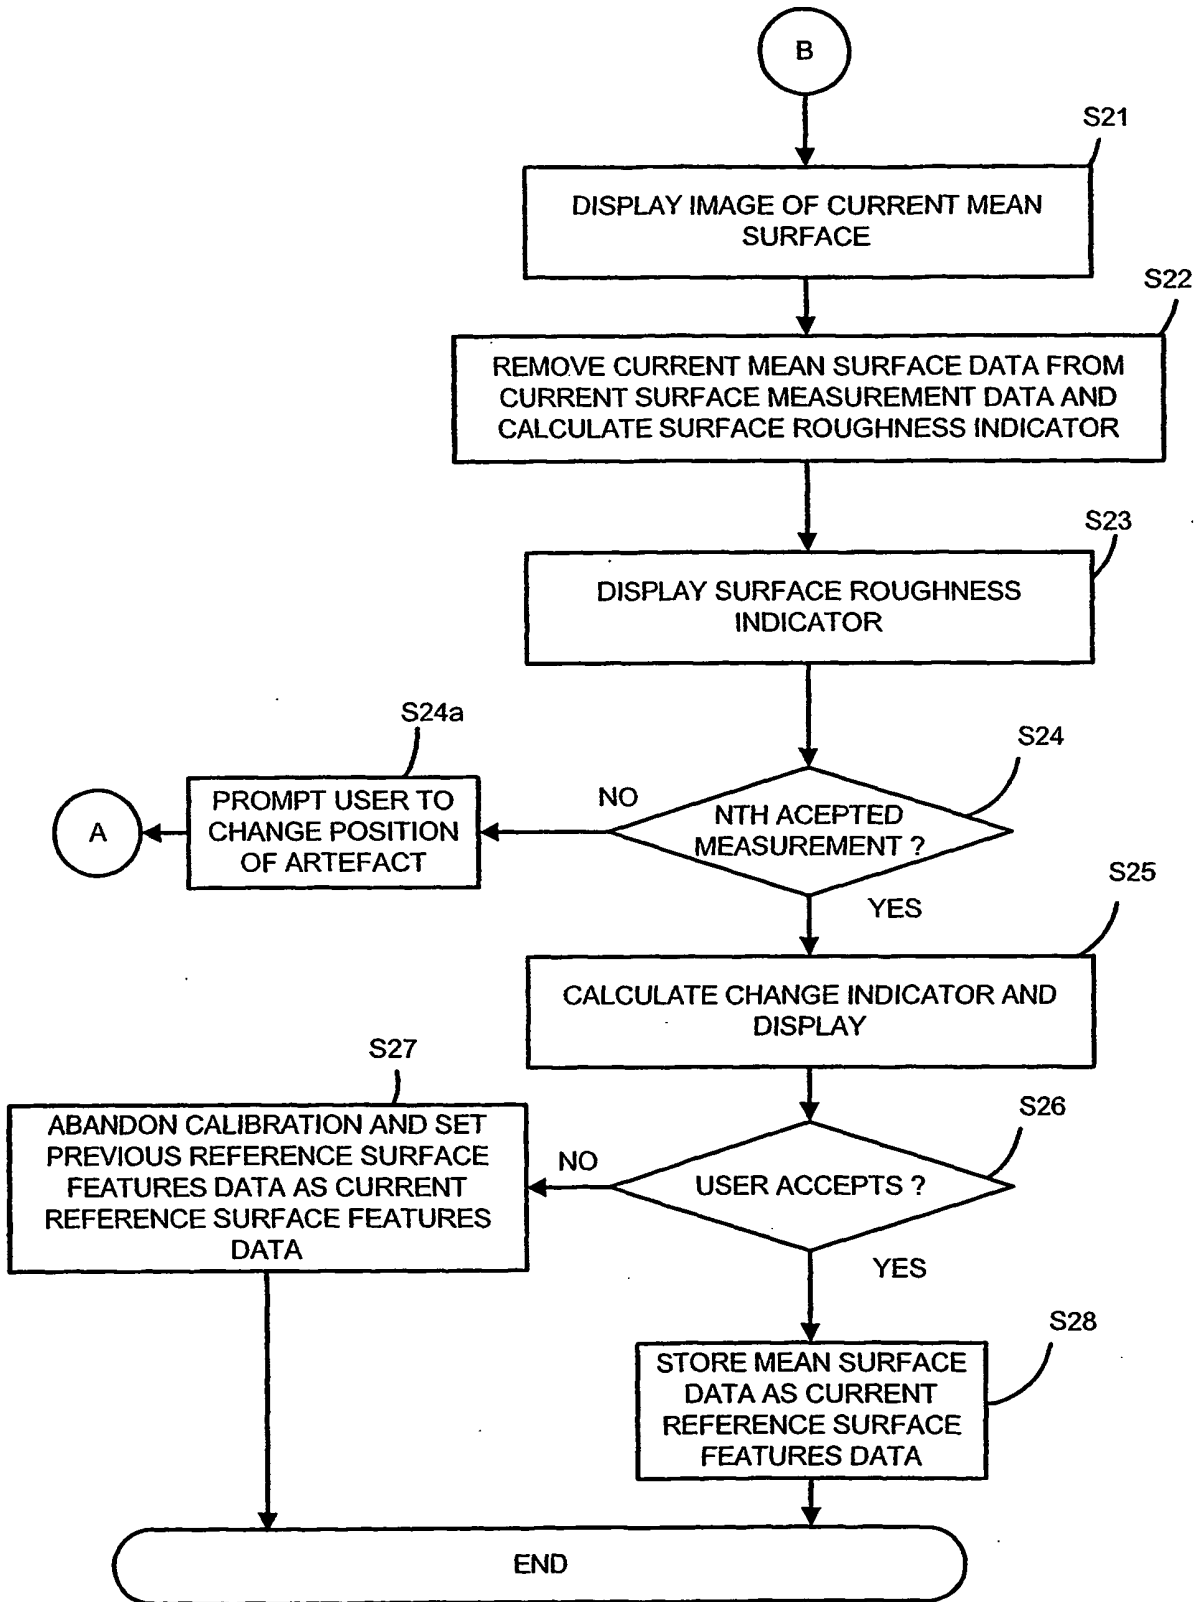 B
S21
DISPLAY IMAGE OF CURRENT MEAN
SURFACE
S22
REMOVE CURRENT MEAN SURFACE DATA FROM
CURRENT SURFACE MEASUREMENT DATA AND
CALCULATE SURFACE ROUGHNESS INDICATOR
S23
DISPLAY SURFACE ROUGHNESS
INDICATOR
S24a
S24
A
PROMPT USER TO
CHANGE POSITION
OF ARTEFACT
NO
NTH ACEPTED
MEASUREMENT ?
YES
S25
CALCULATE CHANGE INDICATOR AND
DISPLAY
S27
S26
ABANDON CALIBRATION AND SET
PREVIOUS REFERENCE SURFACE
FEATURES DATA AS CURRENT
REFERENCE SURFACE FEATURES
DATA
NO
USER ACCEPTS ?
YES
S28
STORE MEAN SURFACE
DATA AS CURRENT
REFERENCE SURFACE
FEATURES DATA
END